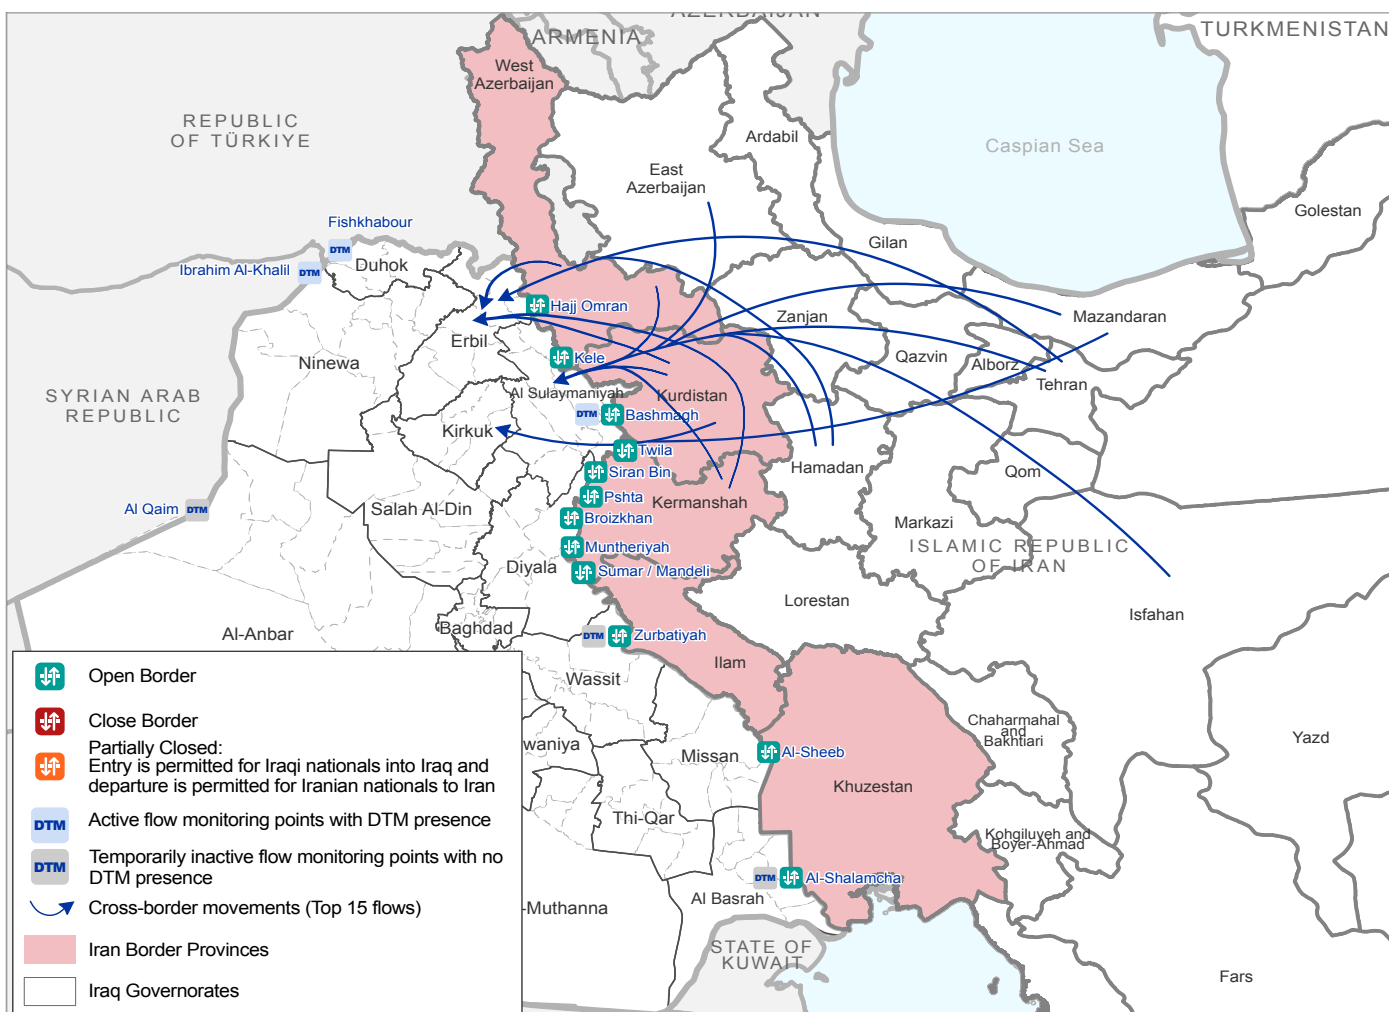 AZERBAIJAN
TURKMENISTAN
ARMENIA
West
Azerbaijan
REPUBLIC
OF TÜRKIYE
Ardabil
Caspian Sea
East
Azerbaijan
Golestan
Fishkhabour
DTM
Gilan
Ibrahim Al-Khalil
DTM
Duhok
Hajj Omran
Zanjan
Mazandaran
Erbil
Kele
Qazvin
Alborz
Tehran
Ninewa
SYRIAN ARAB
REPUBLIC
Al Sulaymaniyah
Kurdistan
DTM
Bashmagh
Kirkuk
Twila
Hamadan
Siran Bin
Qom
Pshta
Kermanshah
Al Qaim
DTM
Salah Al-Din
Broizkhan
Markazi
ISLAMIC REPUBLIC
OF IRAN
Muntheriyah
Diyala
Sumar / Mandeli
Lorestan
Isfahan
Al-Anbar
Baghdad
DTM
Zurbatiyah
Ilam
Wassit
Chaharmahal
and
Bakhtiari
Yazd
waniya
Missan
Al-Sheeb
Khuzestan
Thi-Qar
Kohgiluyeh and
Boyer-Ahmad
DTM
Al-Shalamcha
Al Basrah
-Muthanna
STATE OF
KUWAIT
Fars
Open Border
Close Border
Partially Closed:
Entry is permitted for Iraqi nationals into Iraq and
departure is permitted for Iranian nationals to Iran
DTM
Active flow monitoring points with DTM presence
DTM
Temporarily inactive flow monitoring points with no
DTM presence
Cross-border movements (Top 15 flows)
Iran Border Provinces
Iraq Governorates